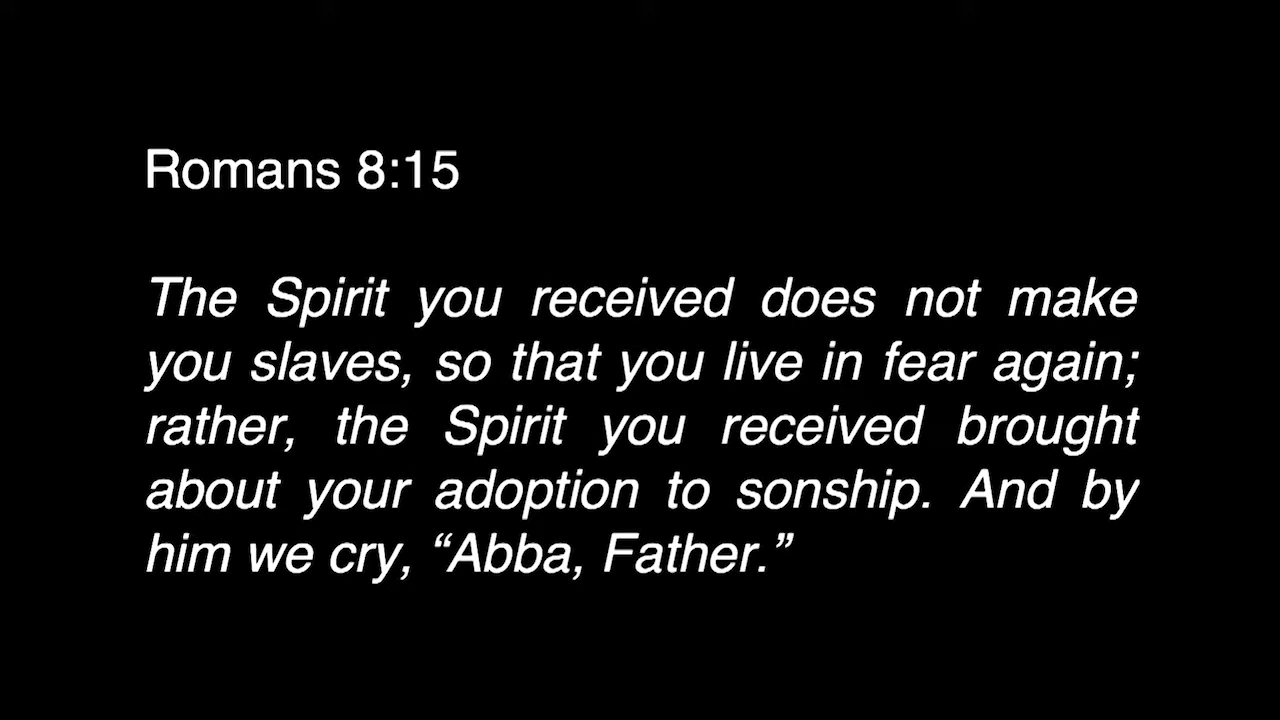 Romans 8:15
The Spirit you received does not make
you slaves, so that you live in fear again;
rather, the Spirit you received brought
about your adoption to sonship. And by
him we cry, “Abba, Father.”